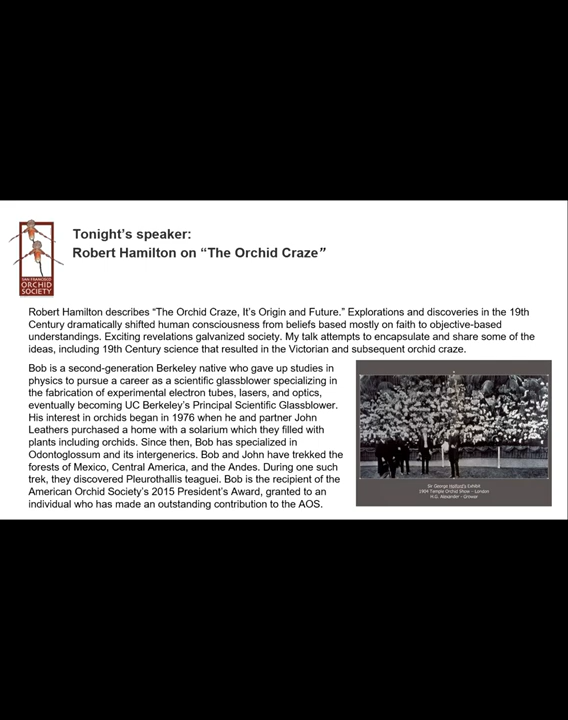 SAN FRANCISCO
ORCHID
SOCIETY
Tonight's speaker:
Robert Hamilton on "The Orchid Craze"
Robert Hamilton describes "The Orchid Craze, It's Origin and Future." Explorations and discoveries in the 19th
Century dramatically shifted human consciousness from beliefs based mostly on faith to objective-based
understandings. Exciting revelations galvanized society. My talk attempts to encapsulate and share some of the
ideas, including 19th Century science that resulted in the Victorian and subsequent orchid craze.
Bob is a second-generation Berkeley native who gave up studies in
physics to pursue a career as a scientific glassblower specializing in
the fabrication of experimental electron tubes, lasers, and optics,
eventually becoming UC Berkeley's Principal Scientific Glassblower.
His interest in orchids began in 1976 when he and partner John
Leathers purchased a home with a solarium which they filled with
plants including orchids. Since then, Bob has specialized in
Odontoglossum and its intergenerics. Bob and John have trekked the
forests of Mexico, Central America, and the Andes. During one such
trek, they discovered Pleurothallis teaguei. Bob is the recipient of the
American Orchid Society's 2015 President's Award, granted to an
individual who has made an outstanding contribution to the AOS.
Sir George Holford's Exhibit
1904 Temple Orchid Show - London
H.G. Alexander - Grower